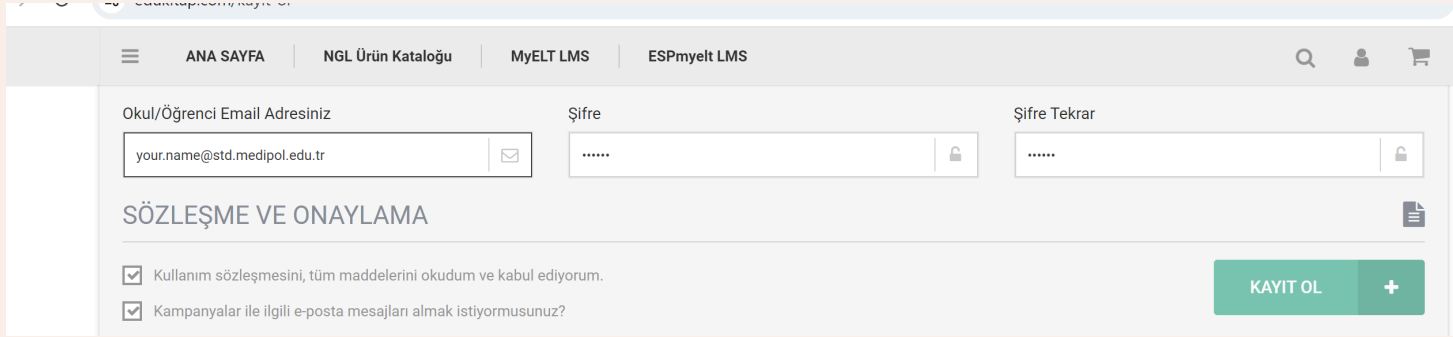 ANA SAYFA NGL Ürün Kataloğu MyELT LMS ESPmyelt LMS
Okul/Öğrenci Email Adresiniz Şifre Şifre Tekrar
your.name@std.medipol.edu.tr •••••• ••••••
SÖZLEŞME VE ONAYLAMA
Kullanım sözleşmesini, tüm maddelerini okudum ve kabul ediyorum.
KAYIT OL +
Kampanyalar ile ilgili e-posta mesajları almak istiyormusunuz?